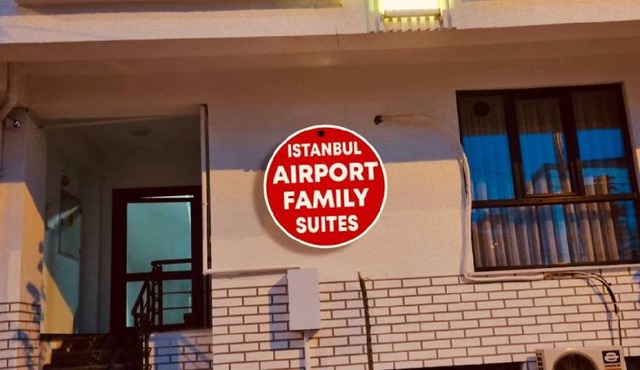 ISTANBUL
AIRPORT
FAMILY
SUITES